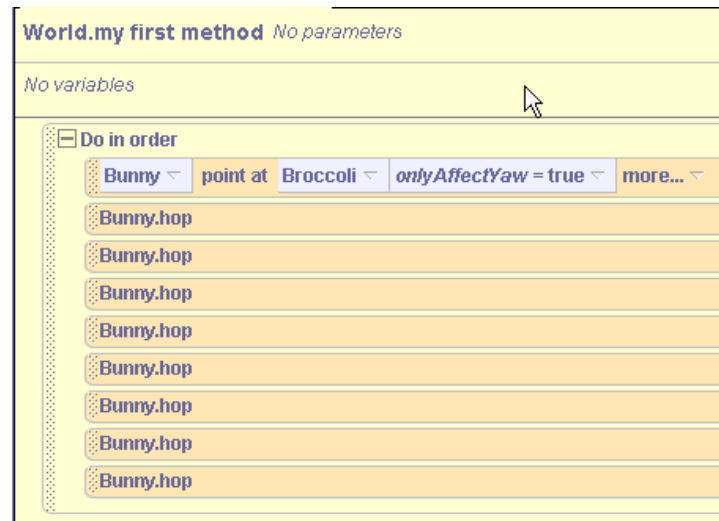 World.my first method No parameters
No variables
Do in order
Bunny point at Broccoli onlyAffectYaw = true more...
Bunny.hop
Bunny.hop
Bunny.hop
Bunny.hop
Bunny.hop
Bunny.hop
Bunny.hop
Bunny.hop